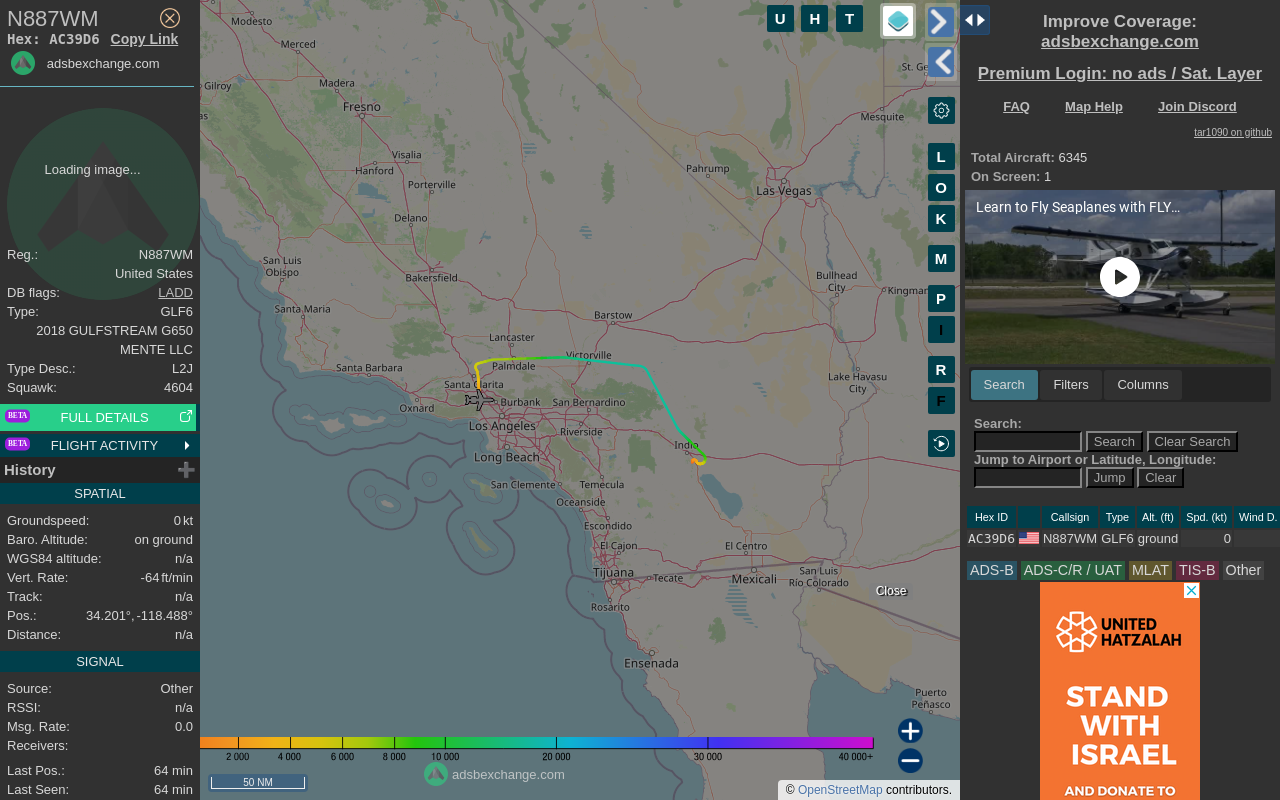 N887WM
Hex: AC39D6 Copy Link
adsbexchange.com
Loading image...
Reg.: N887WM
United States
DB flags: LADD
Type: GLF6
2018 GULFSTREAM G650
MENTE LLC
Type Desc.: L2J
Squawk: 4604
BETA FULL DETAILS
BETA FLIGHT ACTIVITY
History
SPATIAL
Groundspeed: 0 kt
Baro. Altitude: on ground
WGS84 altitude: n/a
Vert. Rate: -64 ft/min
Track: n/a
Pos.: 34.201°, -118.488°
Distance: n/a
SIGNAL
Source: Other
RSSI: n/a
Msg. Rate: 0.0
Receivers:
Last Pos.: 64 min
Last Seen: 64 min
U H T
L
O
K
M
P
I
R
F
Modesto
Merced
Gilroy
Madera
Fresno
Visalia
Hanford
Porterville
Delano
San Luis
Obispo
Bakersfield
Santa Maria
St. Ge
Mesquite
Pahrump
Las Vegas
Bullhead
City
Kingman
Barstow
Lancaster
Victorville
Palmdale
Santa Barbara
Santa Clarita
Lake Havasu
City
Oxnard
Burbank
San Bernardino
Los Angeles
Riverside
Indio
Long Beach
San Clemente
Temecula
Oceanside
Escondido
El Cajon
El Centro
Tijuana
Tecate
Mexicali
San Luis
Río Colorado
Rosarito
Close
Ensenada
Puerto
Peñasco
2 000 4 000 6 000 8 000 10 000 20 000 30 000 40 000+
adsbexchange.com
50 NM
© OpenStreetMap contributors.
Improve Coverage:
adsbexchange.com
Premium Login: no ads / Sat. Layer
FAQ Map Help Join Discord
tar1090 on github
Total Aircraft: 6345
On Screen: 1
Learn to Fly Seaplanes with FLY...
Search Filters Columns
Search:
Search Clear Search
Jump to Airport or Latitude, Longitude:
Jump Clear
Hex ID Callsign Type Alt. (ft) Spd. (kt) Wind D.
AC39D6 N887WM GLF6 ground 0
ADS-B ADS-C/R / UAT MLAT TIS-B Other
UNITED
HATZALAH
STAND
WITH
ISRAEL
AND DONATE TO